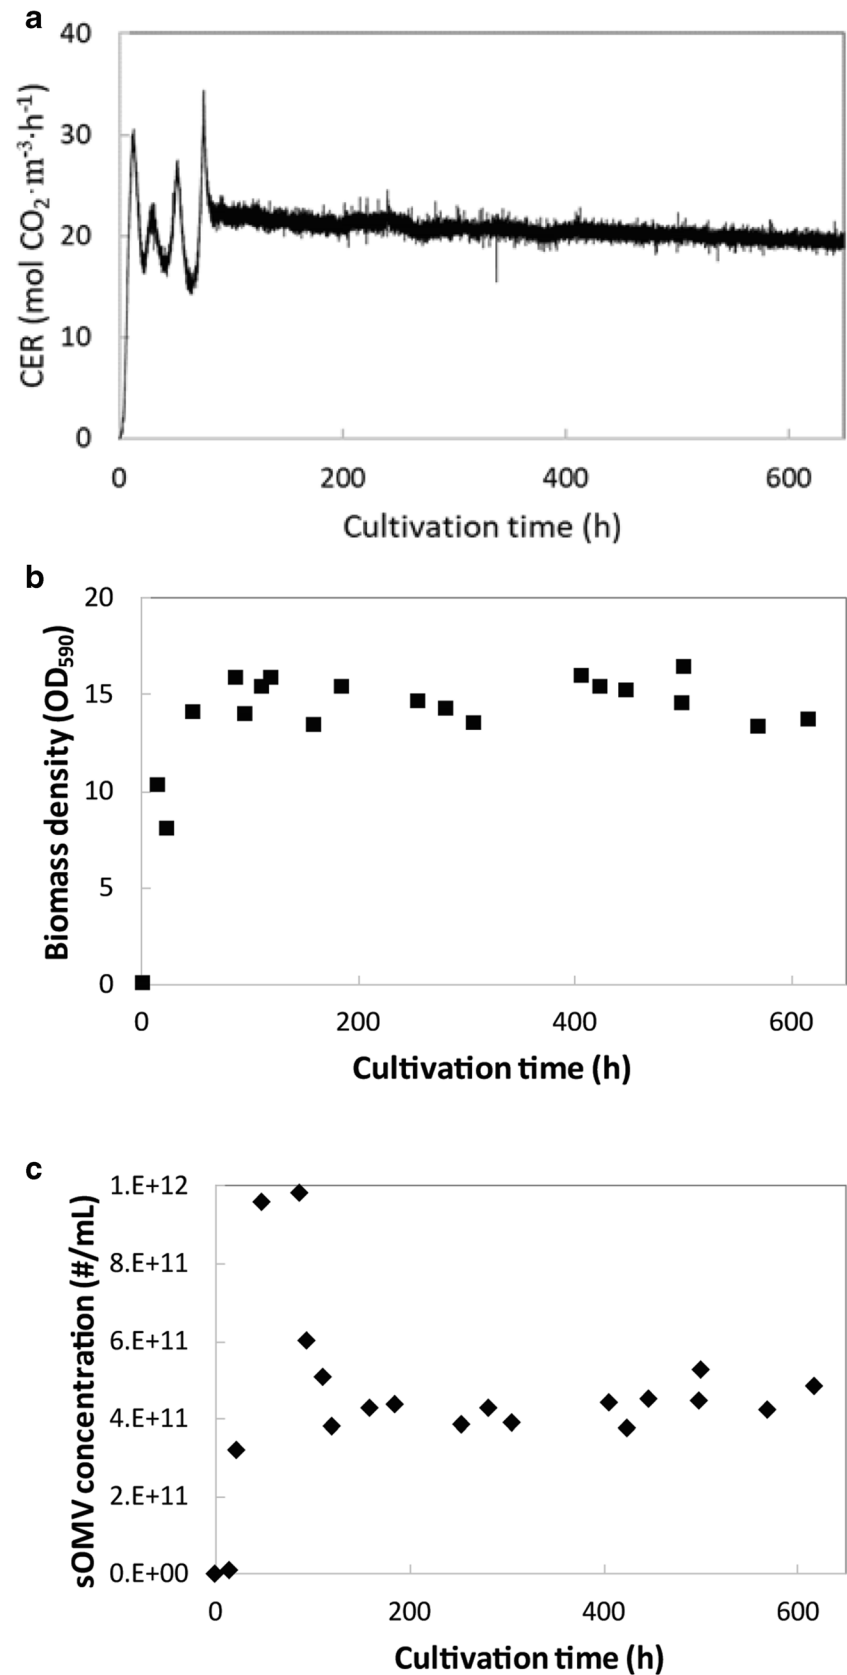 a
CER (mol CO₂·m⁻³·h⁻¹)
40
30
20
10
0
0 200 400 600
Cultivation time (h)
b
Biomass density (OD₅₉₀)
20
15
10
5
0
0 200 400 600
Cultivation time (h)
c
sOMV concentration (#/mL)
1.E+12
8.E+11
6.E+11
4.E+11
2.E+11
0.E+00
0 200 400 600
Cultivation time (h)